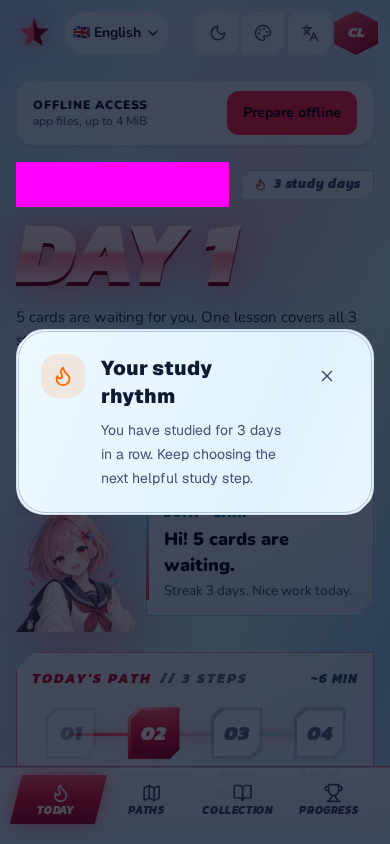 🇬🇧 English
CL
OFFLINE ACCESS
app files, up to 4 MiB
Prepare offline
3 study days
DAY 1
5 cards are waiting for you. One lesson covers all 3
Your study
rhythm
You have studied for 3 days
in a row. Keep choosing the
next helpful study step.
Hi! 5 cards are
waiting.
Streak 3 days. Nice work today.
TODAY'S PATH // 3 STEPS
~6 MIN
01
02
03
04
TODAY
PATHS
COLLECTION
PROGRESS